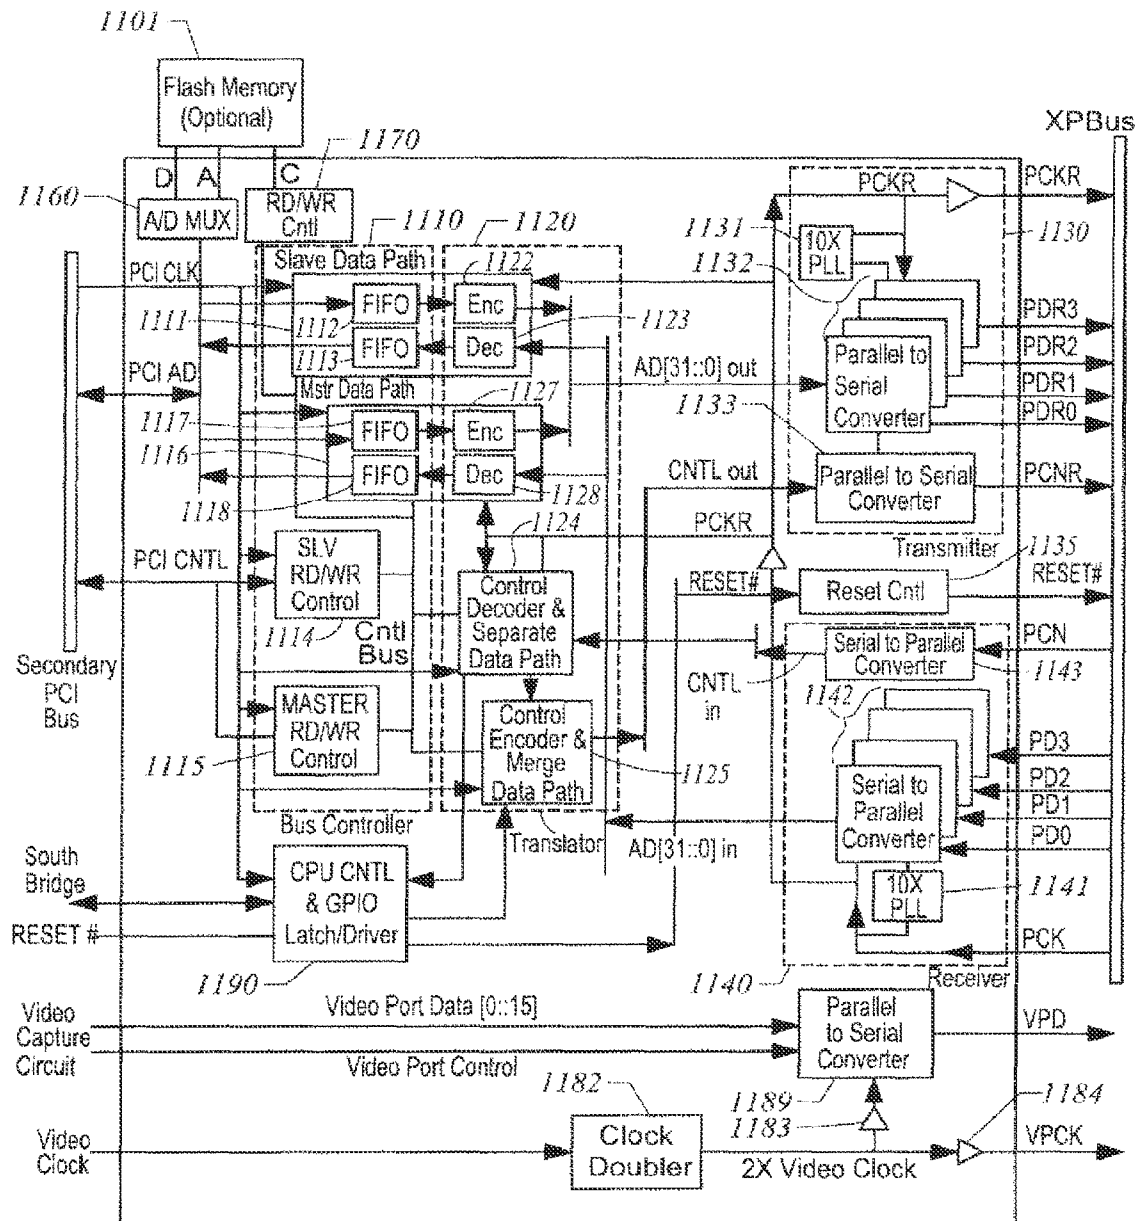 1101
Flash Memory
(Optional)
1170
XPBus
D
A
C
1160
A/D MUX
RD/WR
Cntl
1110
1120
PCKR
PCKR
1131
10X
PLL
1130
1132
PCI CLK
Slave Data Path
1122
1111
1112
FIFO
Enc
1123
1113
FIFO
Dec
PDR3
PDR2
PDR1
PDR0
Parallel to
Serial
Converter
AD[31::0] out
PCI AD
Mstr Data Path
1127
1133
1117
FIFO
Enc
1116
FIFO
Dec
1118
1128
CNTL out
Parallel to Serial
Converter
PCNR
1124
PCKR
Transmitter
1135
PCI CNTL
SLV
RD/WR
Control
1114
Control
Decoder &
Separate
Data Path
RESET#
Reset Cntl
RESET#
Cntl
Bus
Serial to Parallel
Converter
PCN
1143
Secondary
PCI
Bus
CNTL
in
1142
MASTER
RD/WR
Control
1115
Control
Encoder &
Merge
Data Path
1125
Serial to
Parallel
Converter
PD3
PD2
PD1
PD0
Bus Controller
Translator
AD[31::0] in
South
Bridge
CPU CNTL
& GPIO
Latch/Driver
10X
PLL
1141
RESET #
PCK
1190
1140
Receiver
Video
Capture
Circuit
Video Port Data [0::15]
Video Port Control
Parallel
to Serial
Converter
VPD
1182
1189
1183
1184
Video
Clock
Clock
Doubler
2X Video Clock
VPCK